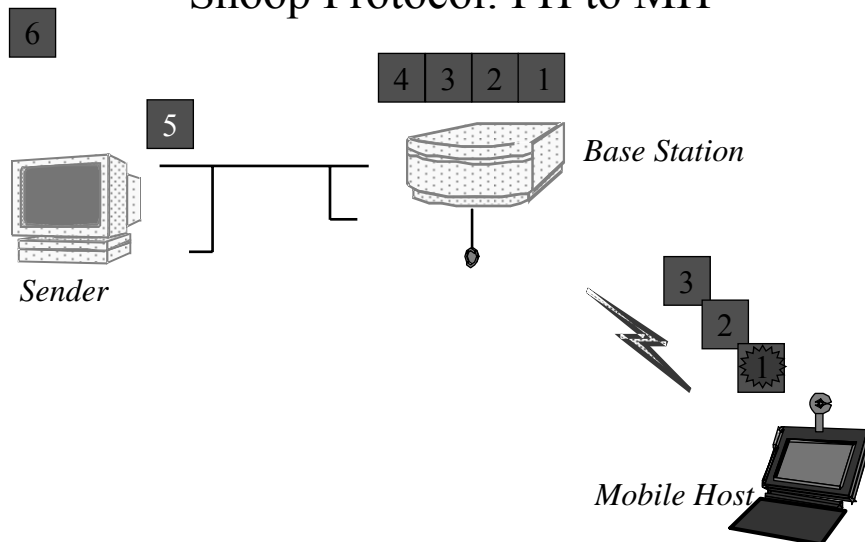 Snoop Protocol: FH to MH
6
4 3 2 1
5
Base Station
Sender
3
2
1
Mobile Host